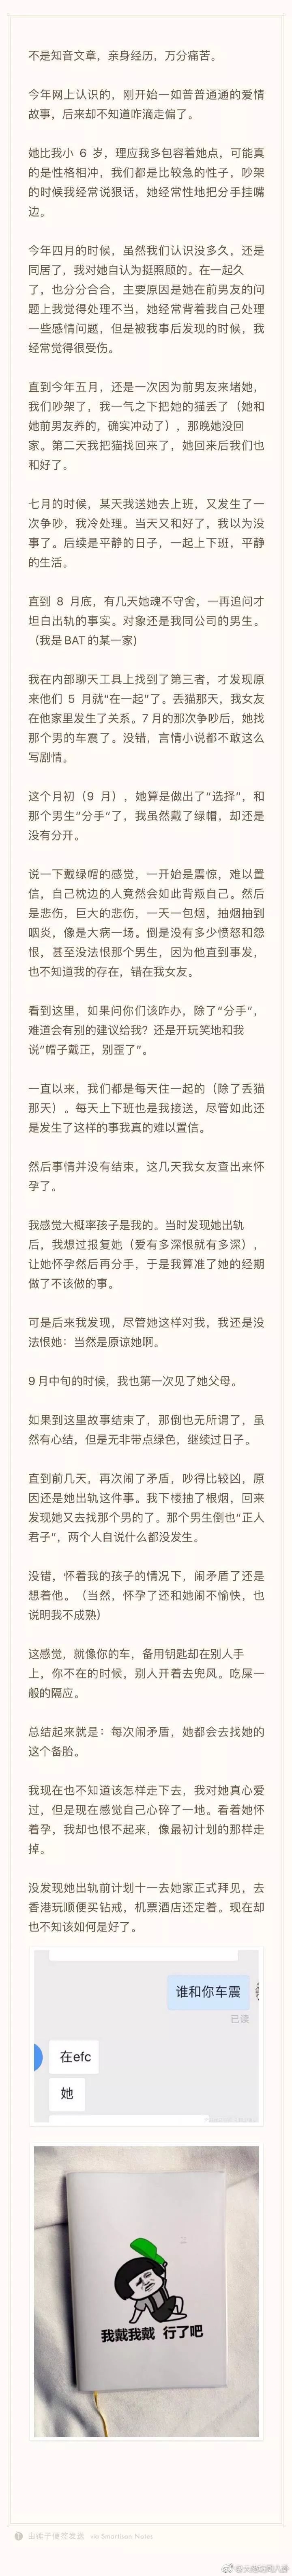 不是知音文章，亲身经历，万分痛苦。
今年网上认识的，刚开始一如普普通通的爱情
故事，后来却不知道咋滴走偏了。
她比我小 6 岁，理应我多包容着她点，可能真
的是性格相冲，我们都是比较急的性子，吵架
的时候我经常说狠话，她经常性地把分手挂嘴
边。
今年四月的时候，虽然我们认识没多久，还是
同居了，我对她自认为挺照顾的。在一起久
了，也分分合合，主要原因是她在前男友的问
题上我觉得处理不当，她经常背着我自己处理
一些感情问题，但是被我事后发现的时候，我
经常觉得很受伤。
直到今年五月，还是一次因为前男友来堵她，
我们吵架了，我一气之下把她的猫丢了（她和
她前男友养的，确实冲动了），那晚她没回
家。第二天我把猫找回来了，她回来后我们也
和好了。
七月的时候，某天我送她去上班，又发生了一
次争吵，我冷处理。当天又和好了，我以为没
事了。后续是平静的日子，一起上下班，平静
的生活。
直到 8 月底，有几天她魂不守舍，一再追问才
坦白出轨的事实。对象还是我同公司的男生。
（我是BAT的某一家）
我在内部聊天工具上找到了第三者，才发现原
来他们 5 月就“在一起”了。丢猫那天，我女友
在他家里发生了关系。7月的那次争吵后，她找
那个男的车震了。没错，言情小说都不敢这么
写剧情。
这个月初（9 月），她算是做出了“选择”，和
那个男生“分手”了，我虽然戴了绿帽，却还是
没有分开。
说一下戴绿帽的感觉，一开始是震惊，难以置
信，自己枕边的人竟然会如此背叛自己。然后
是悲伤，巨大的悲伤，一天一包烟，抽烟抽到
咽炎，像是大病一场。倒是没有多少愤怒和怨
恨，甚至没法恨那个男生，因为他直到事发，
也不知道我的存在，错在我女友。
看到这里，如果问你们该咋办，除了“分手”，
难道会有别的建议给我？还是开玩笑地和我
说“帽子戴正，别歪了”。
一直以来，我们都是每天住一起的（除了丢猫
那天）。每天上下班也是我接送，尽管如此还
是发生了这样的事我真的难以置信。
然后事情并没有结束，这几天我女友查出来怀
孕了。
我感觉大概率孩子是我的。当时发现她出轨
后，我想过报复她（爱有多深恨就有多深），
让她怀孕然后再分手，于是我算准了她的经期
做了不该做的事。
可是后来我发现，尽管她这样对我，我还是没
法恨她：当然是原谅她啊。
9月中旬的时候，我也第一次见了她父母。
如果到这里故事结束了，那倒也无所谓了，虽
然有心结，但是无非带点绿色，继续过日子。
直到前几天，再次闹了矛盾，吵得比较凶，原
因还是她出轨这件事。我下楼抽了根烟，回来
发现她又去找那个男的了。那个男生倒也“正人
君子”，两个人自说什么都没发生。
没错，怀着我的孩子的情况下，闹矛盾了还是
想着他。（当然，怀孕了还和她闹不愉快，也
说明我不成熟）
这感觉，就像你的车，备用钥匙却在别人手
上，你不在的时候，别人开着去兜风。吃屎一
般的隔应。
总结起来就是：每次闹矛盾，她都会去找她的
这个备胎。
我现在也不知道该怎样走下去，我对她真心爱
过，但是现在感觉自己心碎了一地。看着她怀
着孕，我却也恨不起来，像最初计划的那样走
掉。
没发现她出轨前计划十一去她家正式拜见，去
香港玩顺便买钻戒，机票酒店还定着。现在却
也不知该如何是好了。
谁和你车震
已读
在efc
她
我戴我戴 行了吧
由锤子便签发送 via Smartisan Notes